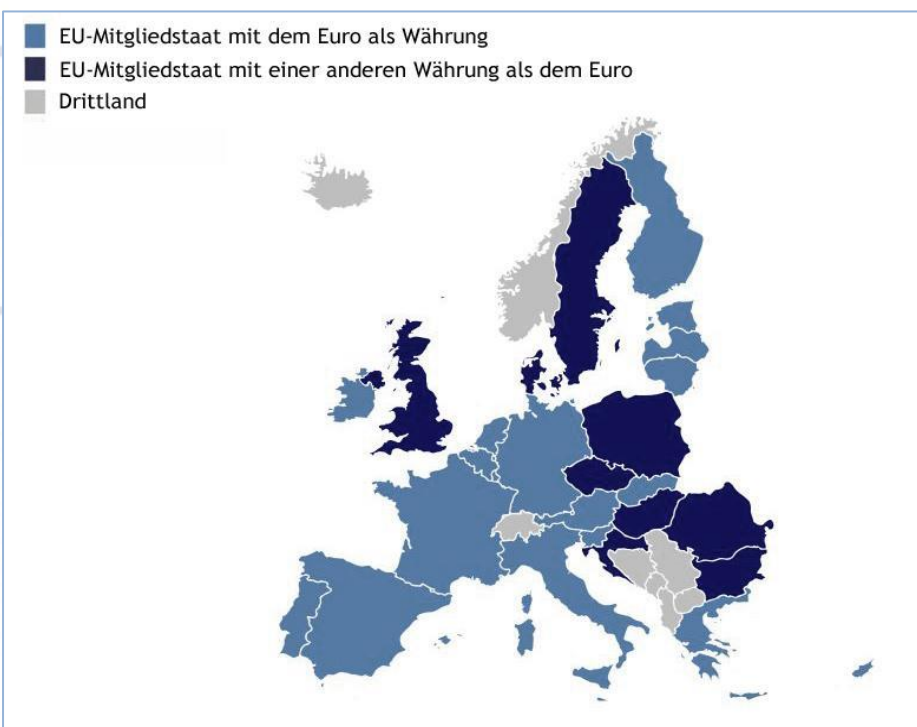 EU-Mitgliedstaat mit dem Euro als Währung
EU-Mitgliedstaat mit einer anderen Währung als dem Euro
Drittland